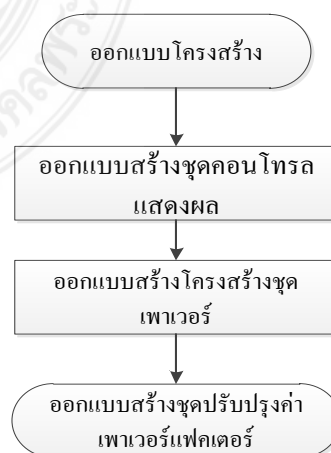 ออกแบบโครงสร้าง
ออกแบบสร้างชุดคอนโทรล
แสดงผล
ออกแบบสร้างโครงสร้างชุด
เพาเวอร์
ออกแบบสร้างชุดปรับปรุงค่า
เพาเวอร์แฟคเตอร์